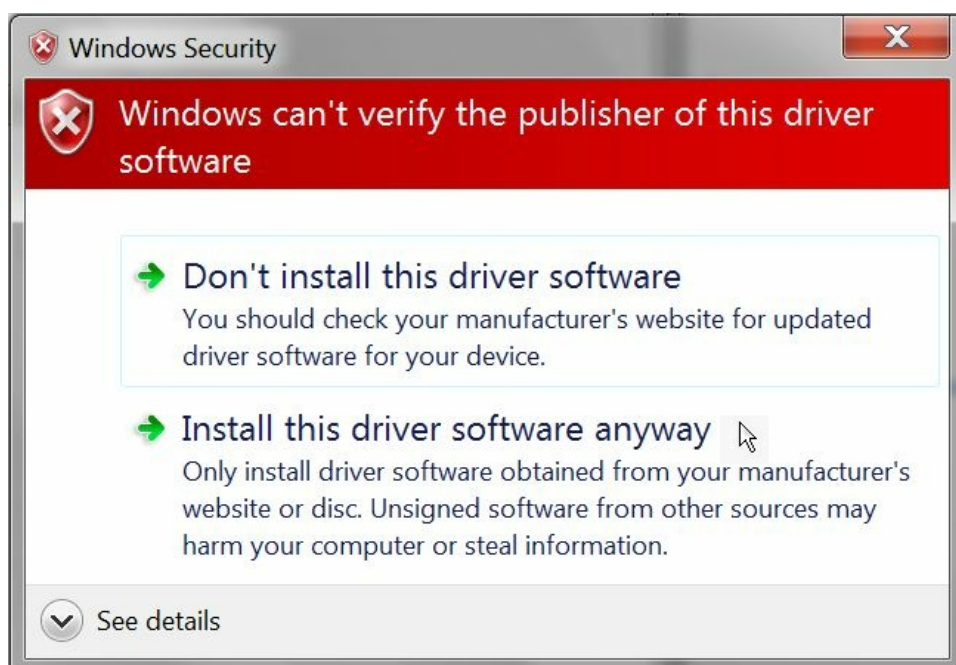 Windows Security
Windows can't verify the publisher of this driver
software
Don't install this driver software
You should check your manufacturer's website for updated
driver software for your device.
Install this driver software anyway
Only install driver software obtained from your manufacturer's
website or disc. Unsigned software from other sources may
harm your computer or steal information.
See details